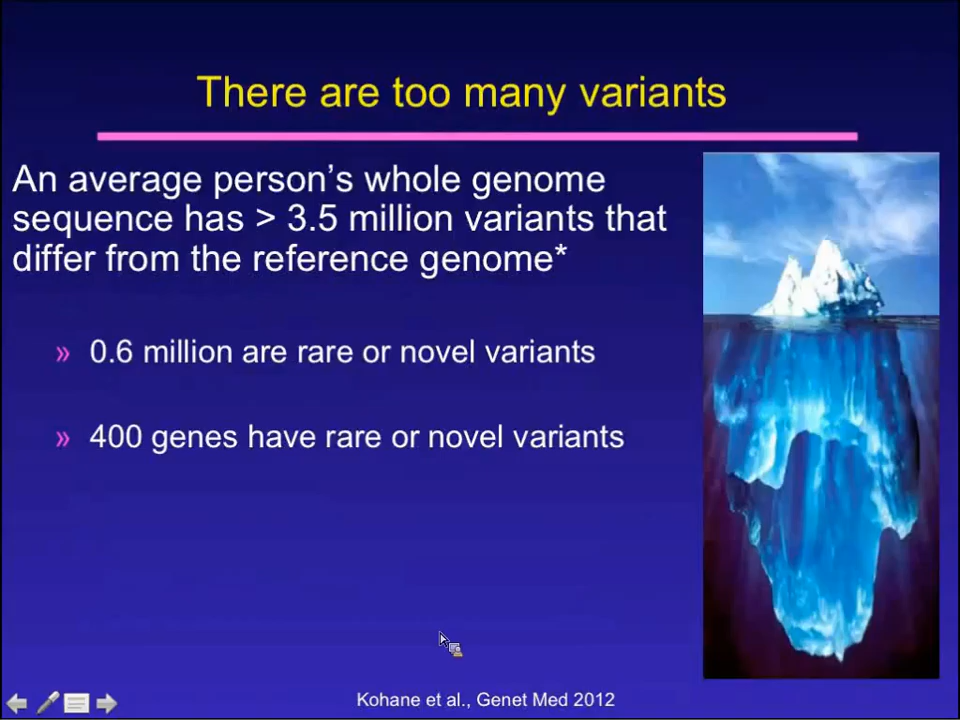 There are too many variants
An average person’s whole genome
sequence has > 3.5 million variants that
differ from the reference genome*
» 0.6 million are rare or novel variants
» 400 genes have rare or novel variants
Kohane et al., Genet Med 2012